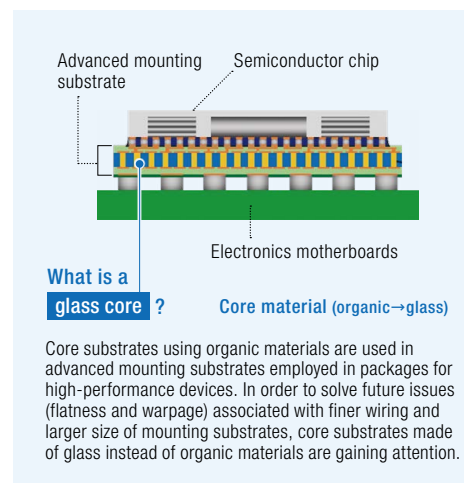 Advanced mounting substrate
Semiconductor chip
Electronics motherboards
What is a
glass core ?
Core material (organic→glass)
Core substrates using organic materials are used in
advanced mounting substrates employed in packages for
high-performance devices. In order to solve future issues
(flatness and warpage) associated with finer wiring and
larger size of mounting substrates, core substrates made
of glass instead of organic materials are gaining attention.